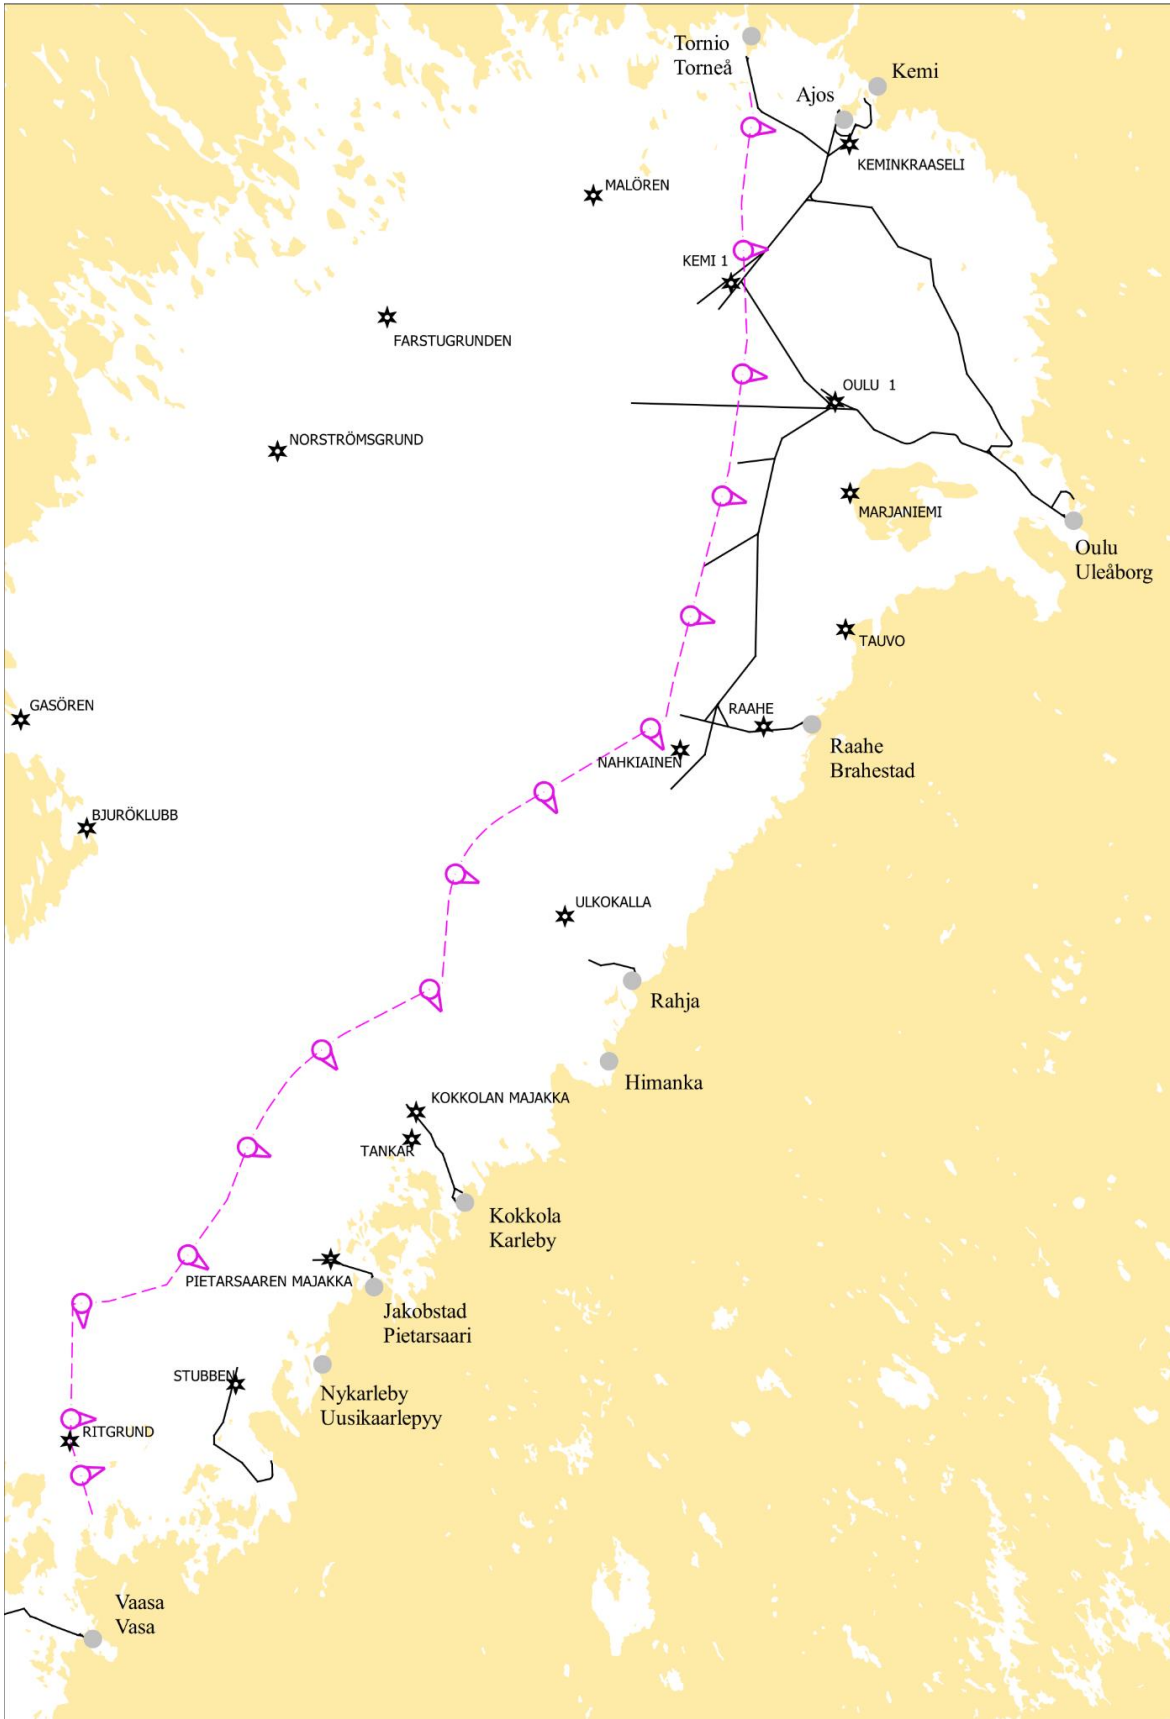 Tornio
Torneå
Kemi
Ajos
KEMINKRAASELI
MALÖREN
KEMI 1
FARSTUGRUNDEN
OULU 1
NORSTRÖMSGRUND
MARJANIEMI
Oulu
Uleåborg
TAUVO
GASÖREN
RAAHE
Raahe
Brahestad
NAHKIAINEN
BJURÖKLUBB
ULKOKALLA
Rahja
Himanka
KOKKOLAN MAJAKKA
TANKAR
Kokkola
Karleby
PIETARSAAREN MAJAKKA
Jakobstad
Pietarsaari
STUBBEN
Nykarleby
Uusikaarlepyy
RITGRUND
Vaasa
Vasa